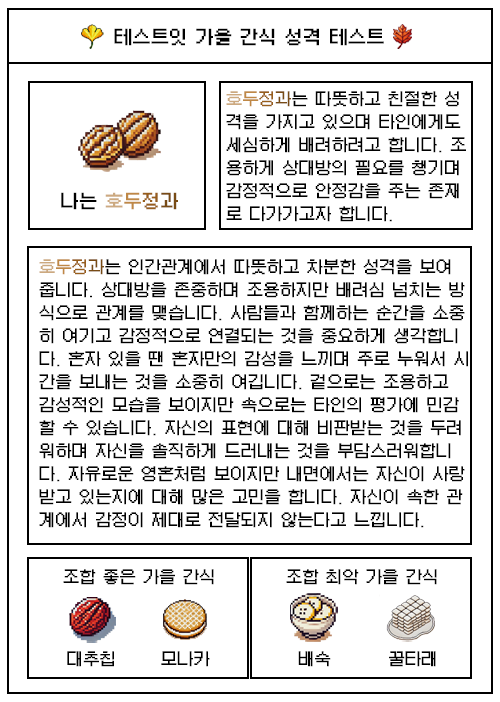 테스트잇 가을 간식 성격 테스트
나는 호두정과
호두정과는 따뜻하고 친절한 성
격을 가지고 있으며 타인에게도
세심하게 배려하려고 합니다. 조
용하게 상대방의 필요를 챙기며
감정적으로 안정감을 주는 존재
로 다가가고자 합니다.
호두정과는 인간관계에서 따뜻하고 차분한 성격을 보여
줍니다. 상대방을 존중하며 조용하지만 배려심 넘치는 방
식으로 관계를 맺습니다. 사람들과 함께하는 순간을 소중
히 여기고 감정적으로 연결되는 것을 중요하게 생각합니
다. 혼자 있을 땐 혼자만의 감성을 느끼며 주로 누워서 시
간을 보내는 것을 소중히 여깁니다. 겉으로는 조용하고
감성적인 모습을 보이지만 속으로는 타인의 평가에 민감
할 수 있습니다. 자신의 표현에 대해 비판받는 것을 두려
워하며 자신을 솔직하게 드러내는 것을 부담스러워합니
다. 자유로운 영혼처럼 보이지만 내면에서는 자신이 사랑
받고 있는지에 대해 많은 고민을 합니다. 자신이 속한 관
계에서 감정이 제대로 전달되지 않는다고 느낍니다.
조합 좋은 가을 간식
대추칩 모나카
조합 최악 가을 간식
배숙 꿀타래